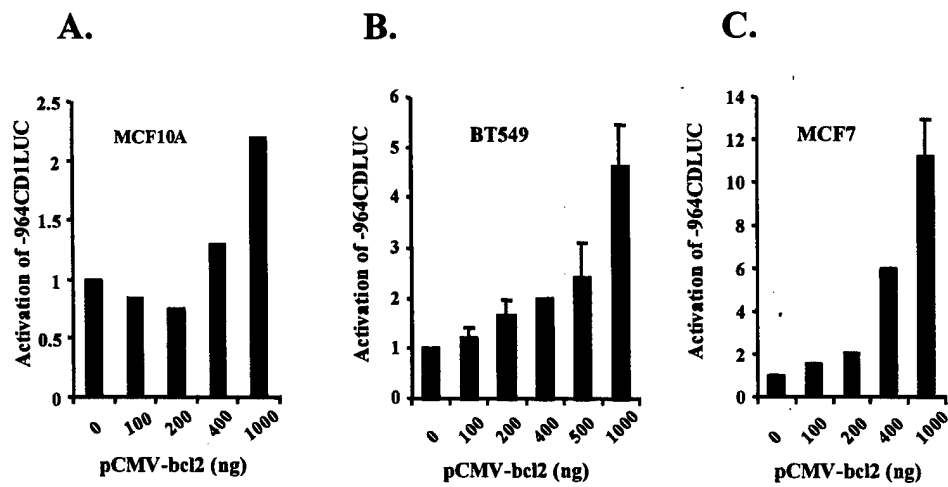 A.
Activation of -964CD1LUC
2.5
2
1.5
1
0.5
0
MCF10A
0 100 200 400 1000
pCMV-bcl2 (ng)
B.
Activation of -964CDLUC
6
5
4
3
2
1
0
BT549
0 100 200 400 500 1000
pCMV-bcl2 (ng)
C.
Activation of -964CDLUC
14
12
10
8
6
4
2
0
MCF7
0 100 200 400 1000
pCMV-bcl2 (ng)